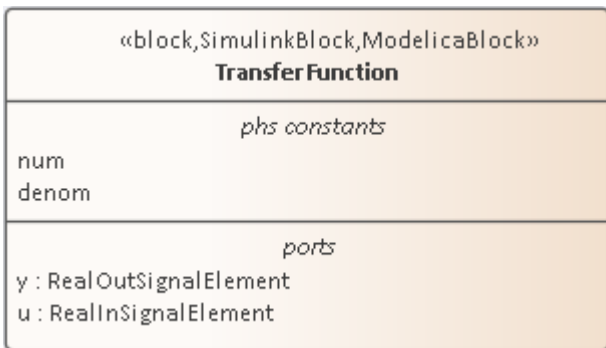 «block,SimulinkBlock,ModelicaBlock»
TransferFunction
phs constants
num
denom
ports
y : RealOutSignalElement
u : RealInSignalElement